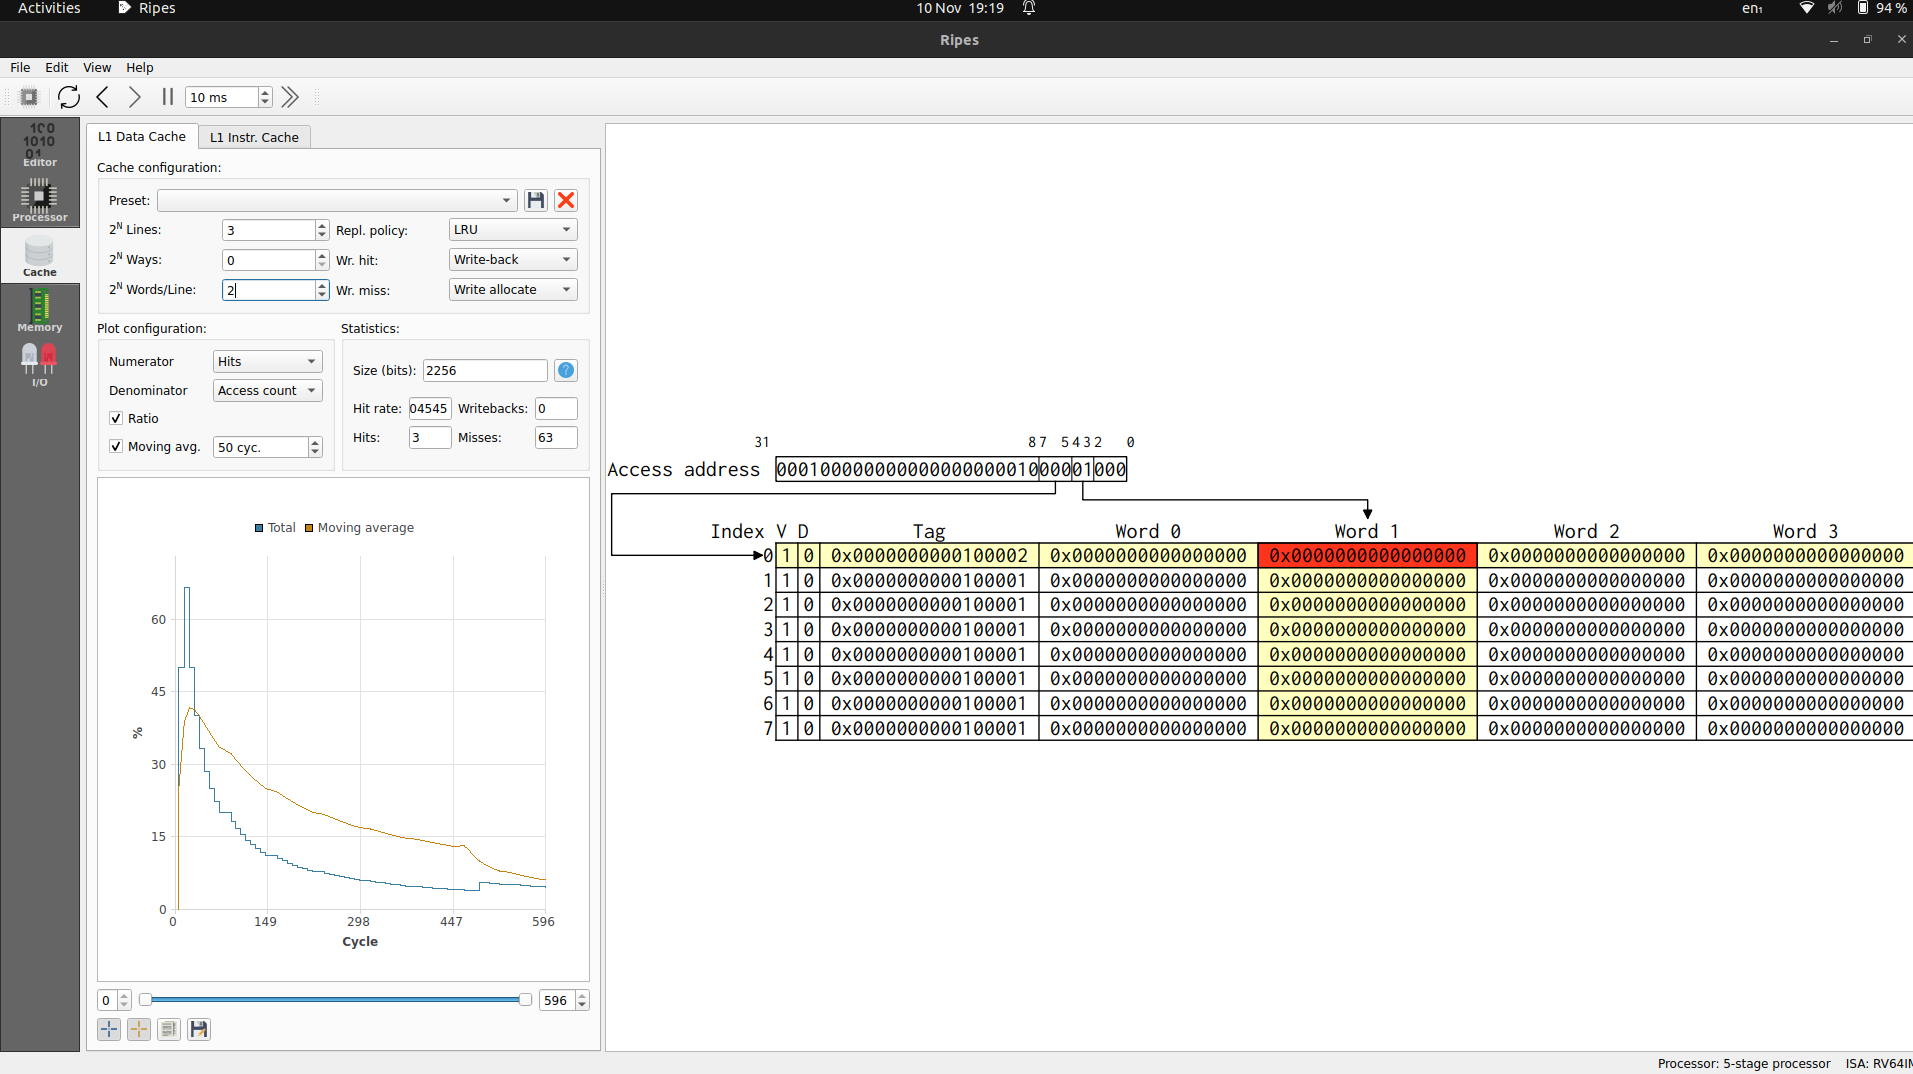 Activities Ripes 10 Nov 19:19 en1 94 %
Ripes
File Edit View Help
10 ms
Editor
Processor
Cache
Memory
I/O
L1 Data Cache L1 Instr. Cache
Cache configuration:
Preset:
2N Lines: 3 Repl. policy: LRU
2N Ways: 0 Wr. hit: Write-back
2N Words/Line: 2 Wr. miss: Write allocate
Plot configuration: Statistics:
Numerator Hits
Denominator Access count
Ratio
Moving avg. 50 cyc.
Size (bits): 2256
Hit rate: 04545 Writebacks: 0
Hits: 3 Misses: 63
Total Moving average
60
45
30
15
0
%
0 149 298 447 596
Cycle
0 596
31 8 7 5 4 3 2 0
Access address 00010000000000000000001000001000
Index V D Tag Word 0 Word 1 Word 2 Word 3
0 1 0 0x0000000000100002 0x0000000000000000 0x0000000000000000 0x0000000000000000 0x0000000000000000
1 1 0 0x0000000000100001 0x0000000000000000 0x0000000000000000 0x0000000000000000 0x0000000000000000
2 1 0 0x0000000000100001 0x0000000000000000 0x0000000000000000 0x0000000000000000 0x0000000000000000
3 1 0 0x0000000000100001 0x0000000000000000 0x0000000000000000 0x0000000000000000 0x0000000000000000
4 1 0 0x0000000000100001 0x0000000000000000 0x0000000000000000 0x0000000000000000 0x0000000000000000
5 1 0 0x0000000000100001 0x0000000000000000 0x0000000000000000 0x0000000000000000 0x0000000000000000
6 1 0 0x0000000000100001 0x0000000000000000 0x0000000000000000 0x0000000000000000 0x0000000000000000
7 1 0 0x0000000000100001 0x0000000000000000 0x0000000000000000 0x0000000000000000 0x0000000000000000
Processor: 5-stage processor ISA: RV64I